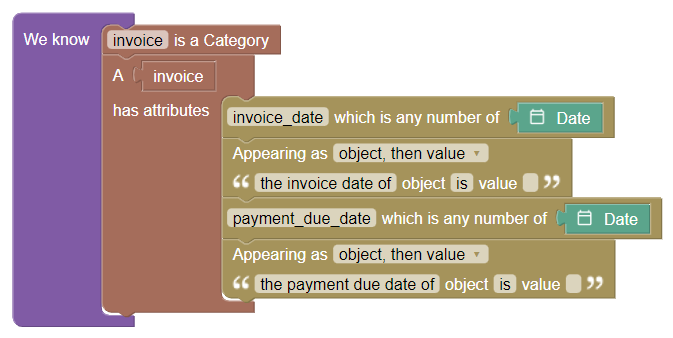 We know invoice is a Category
A invoice
has attributes
invoice_date which is any number of Date
Appearing as object, then value
“ the invoice date of object is value ”
payment_due_date which is any number of Date
Appearing as object, then value
“ the payment due date of object is value ”